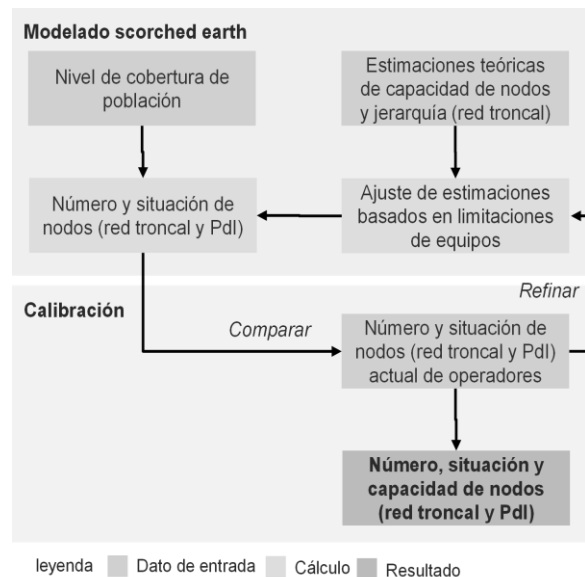 Modelado scorched earth
Nivel de cobertura de
población
Estimaciones teóricas
de capacidad de nodos
y jerarquía (red troncal)
Número y situación de
nodos (red troncal y PdI)
Ajuste de estimaciones
basados en limitaciones
de equipos
Refinar
Calibración
Comparar
Número y situación de
nodos (red troncal y PdI)
actual de operadores
Número, situación y
capacidad de nodos
(red troncal y PdI)
leyenda Dato de entrada Cálculo Resultado